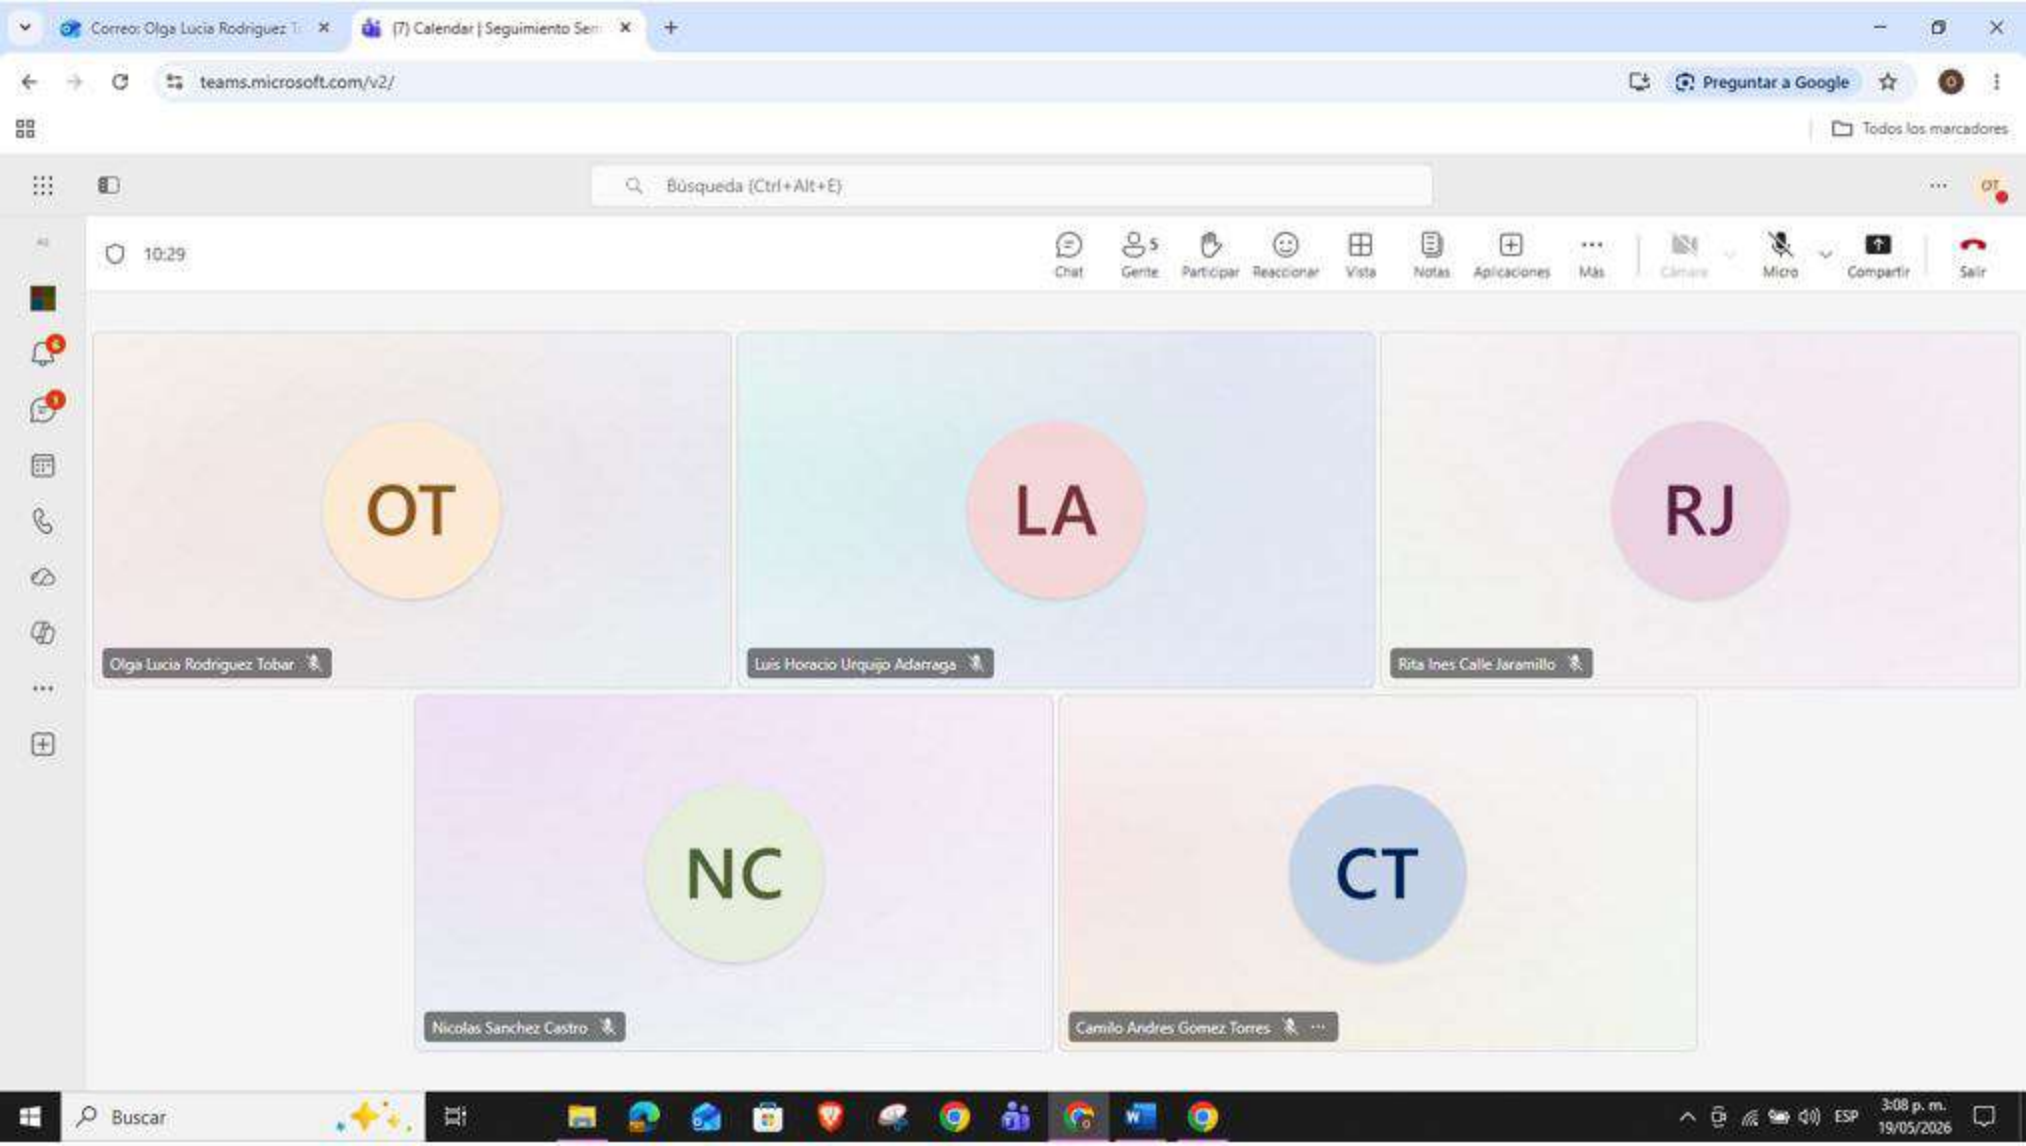 Correo: Olga Lucia Rodriguez T
(7) Calendar | Seguimiento Sem
teams.microsoft.com/v2/
Preguntar a Google
O
Todos los marcadores
Búsqueda (Ctrl+Alt+E)
OT
10:29
5
Chat
Gente
Participar
Reaccionar
Vista
Notas
Aplicaciones
Más
Cámara
Micro
Compartir
Salir
OT
LA
RJ
Olga Lucia Rodriguez Tobar
Luis Horacio Urquijo Adarraga
Rita Ines Calle Jaramillo
NC
CT
Nicolas Sanchez Castro
Camilo Andres Gomez Torres
Buscar
ESP
3:08 p. m.
19/05/2026